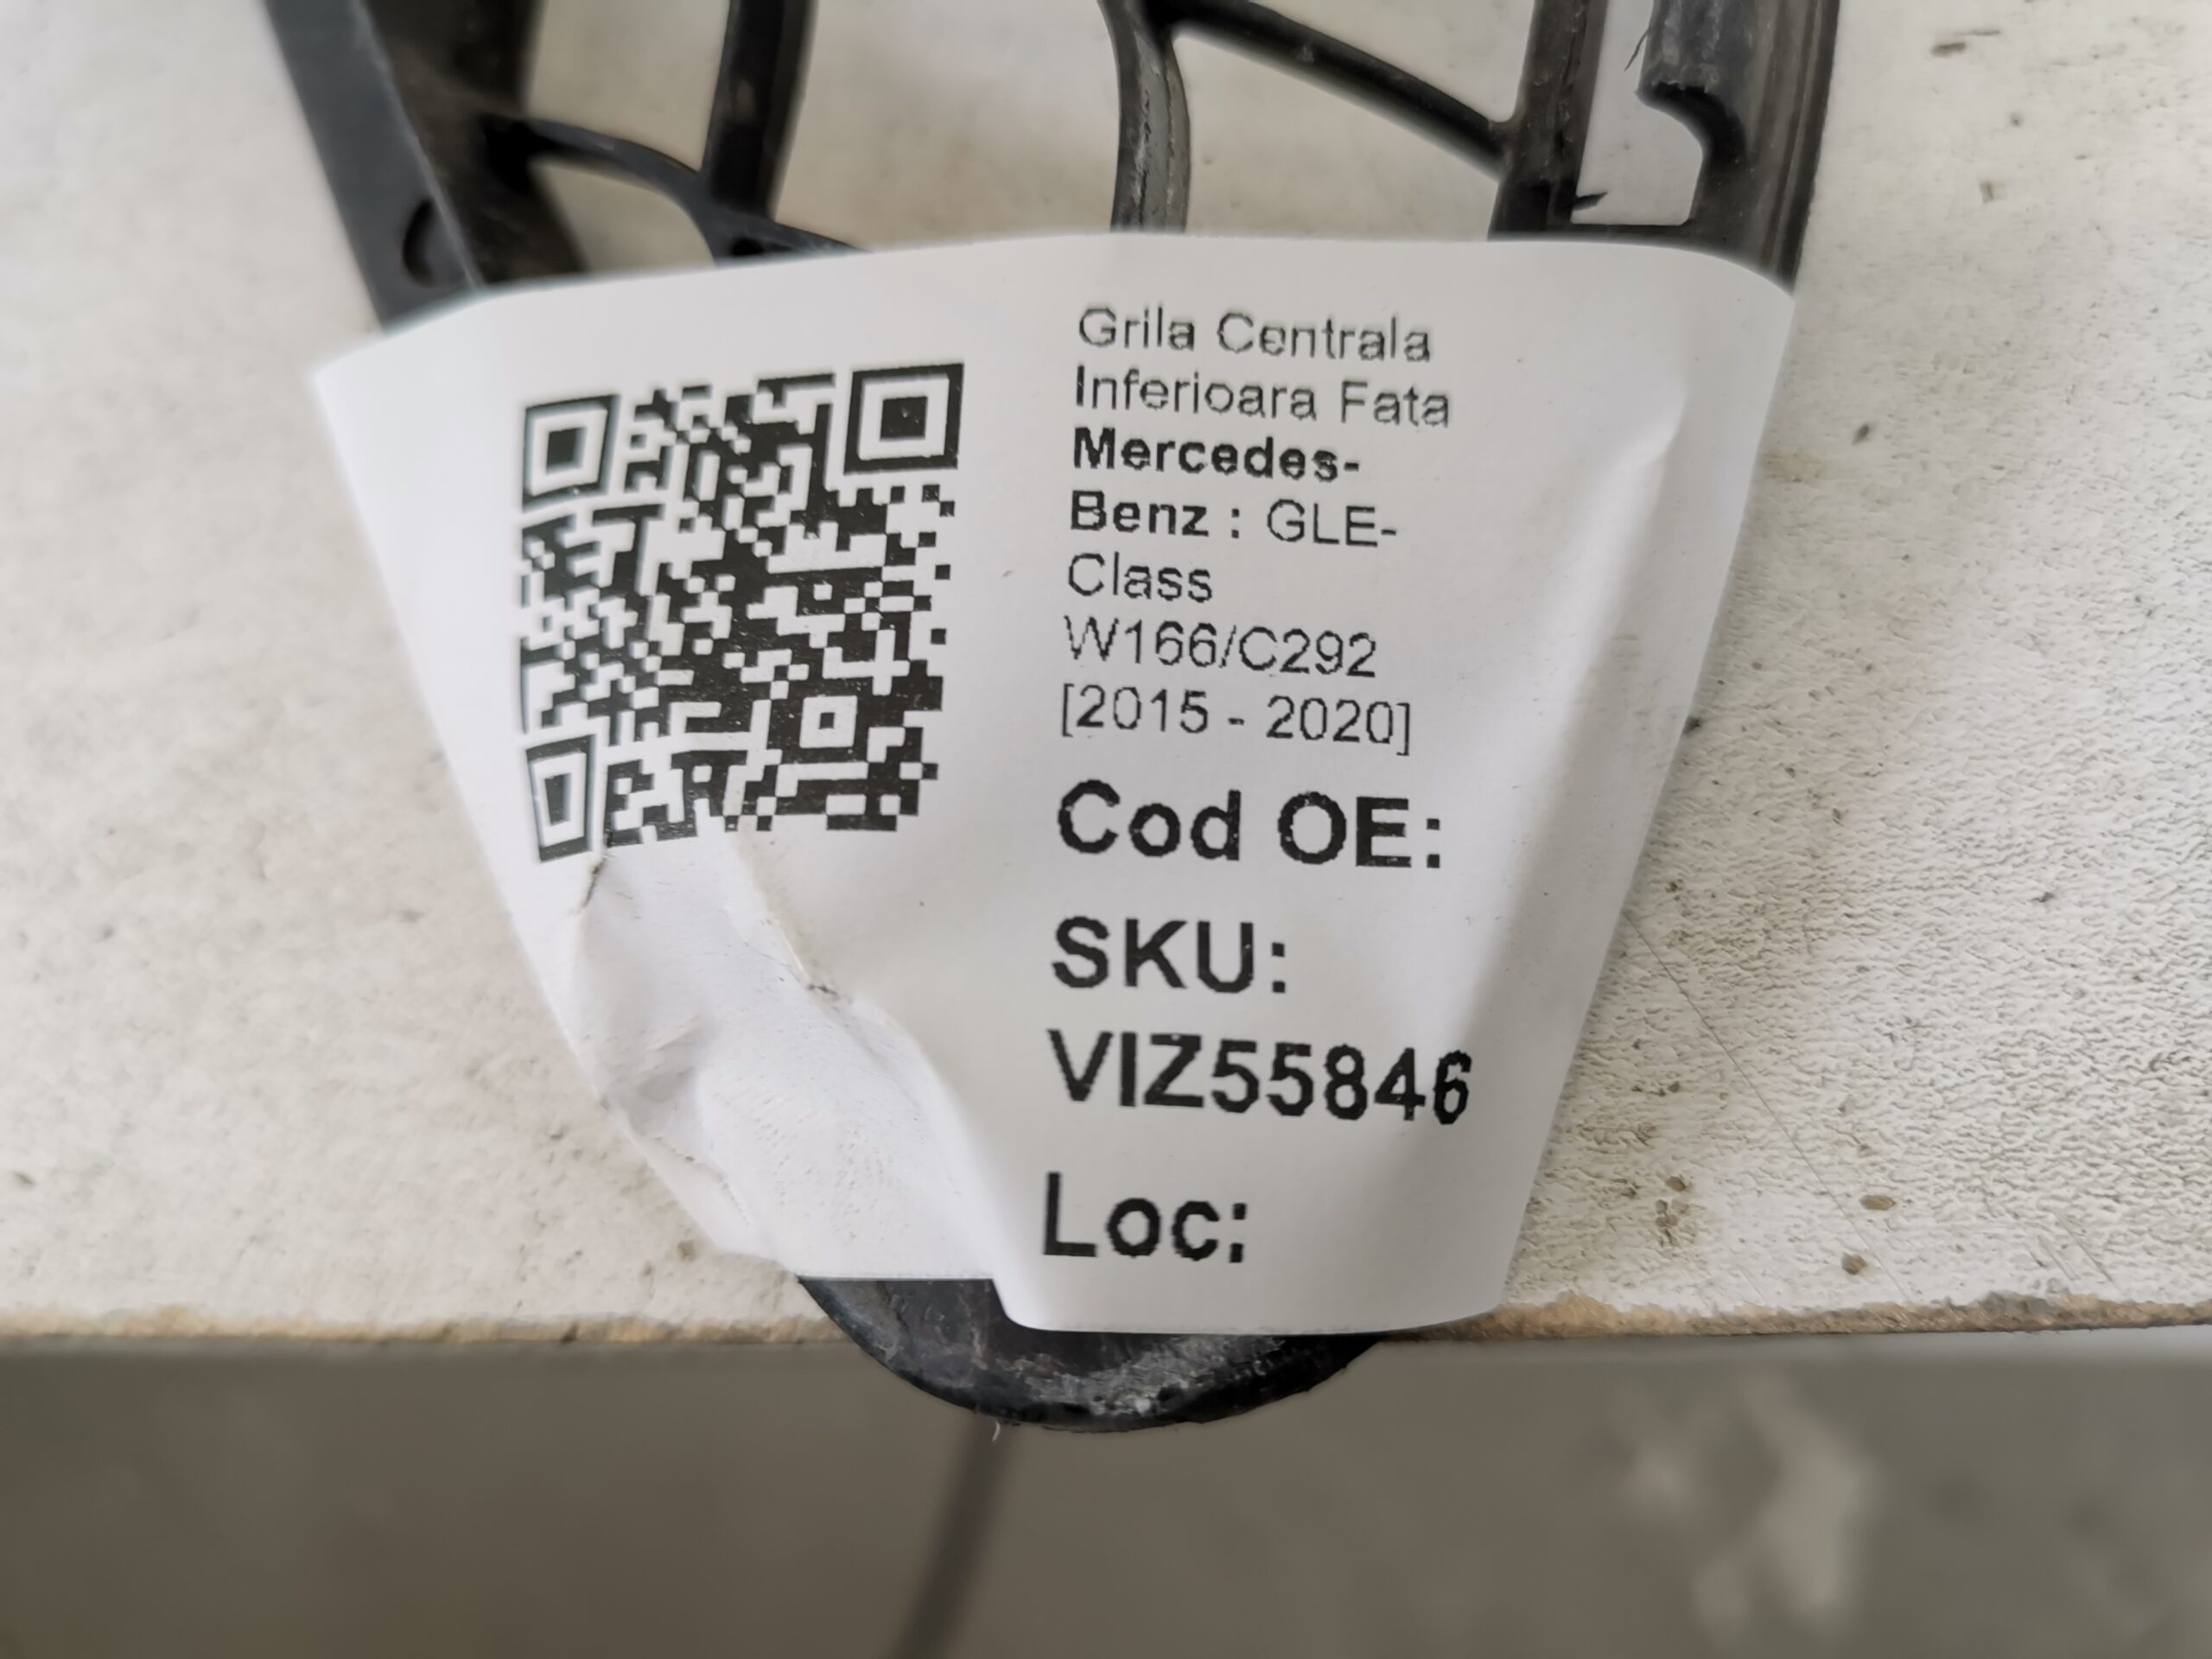 Grila Centrala
Inferioara Fata
Mercedes-
Benz : GLE-
Class
W166/C292
[2015 - 2020]
Cod OE:
SKU:
VIZ55846
Loc: